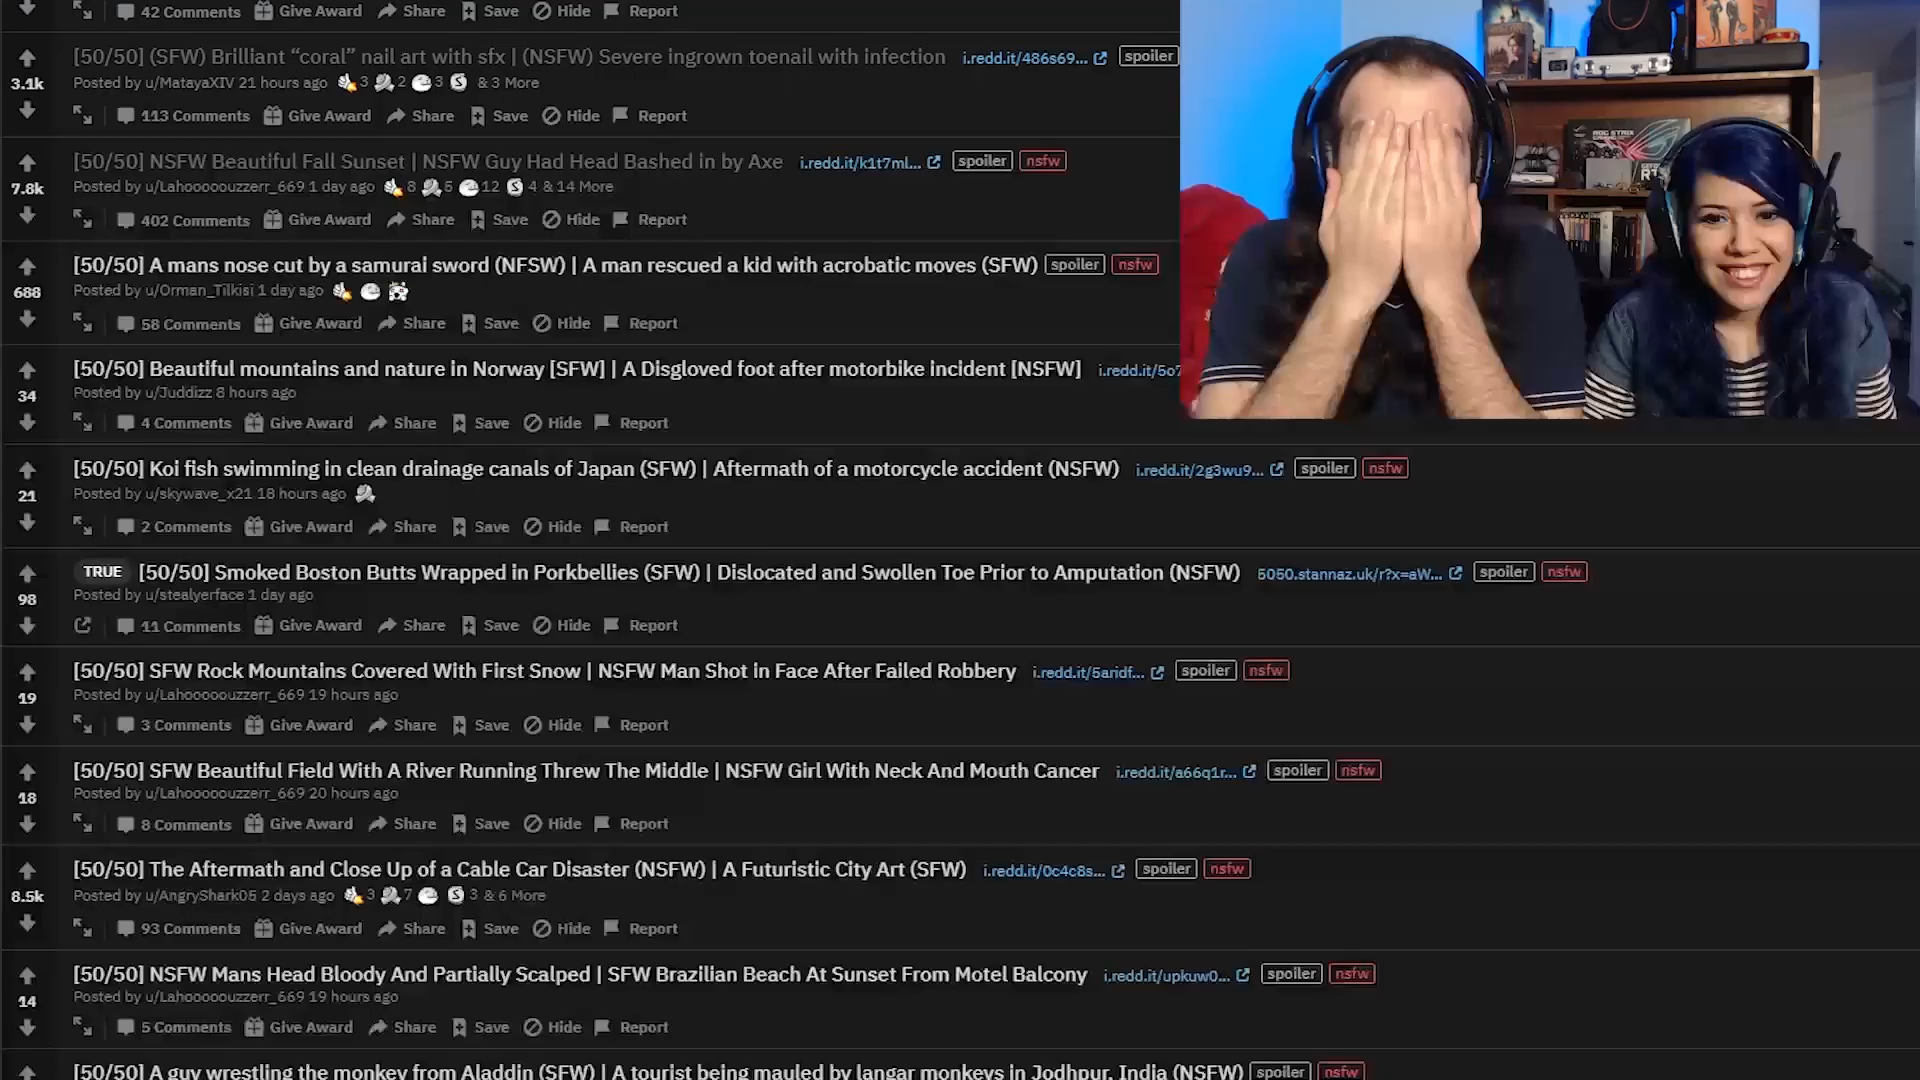 42 Comments Give Award Share Save Hide Report
[50/50] (SFW) Brilliant “coral” nail art with sfx | (NSFW) Severe ingrown toenail with infection i.redd.it/486s69... spoiler
3.1k
Posted by u/MatayaXIV 21 hours ago 3 2 3 S & 3 More
113 Comments Give Award Share Save Hide Report
[50/50] NSFW Beautiful Fall Sunset | NSFW Guy Had Head Bashed in by Axe i.redd.it/k1t7ml... spoiler nsfw
7.8k
Posted by u/Lahooooouzzerr_669 1 day ago 8 5 12 S 4 & 14 More
402 Comments Give Award Share Save Hide Report
[50/50] A mans nose cut by a samurai sword (NFSW) | A man rescued a kid with acrobatic moves (SFW) spoiler nsfw
688
Posted by u/Orman_Tilkisi 1 day ago
58 Comments Give Award Share Save Hide Report
[50/50] Beautiful mountains and nature in Norway [SFW] | A Disgloved foot after motorbike incident [NSFW] i.redd.it/5o7
34
Posted by u/Juddizz 8 hours ago
4 Comments Give Award Share Save Hide Report
[50/50] Koi fish swimming in clean drainage canals of Japan (SFW) | Aftermath of a motorcycle accident (NSFW) i.redd.it/2g3wu9... spoiler nsfw
21
Posted by u/skywave_x21 18 hours ago
2 Comments Give Award Share Save Hide Report
TRUE [50/50] Smoked Boston Butts Wrapped in Porkbellies (SFW) | Dislocated and Swollen Toe Prior to Amputation (NSFW) 5050.stannaz.uk/r?x=aW... spoiler nsfw
98
Posted by u/stealyerface 1 day ago
11 Comments Give Award Share Save Hide Report
[50/50] SFW Rock Mountains Covered With First Snow | NSFW Man Shot in Face After Failed Robbery i.redd.it/5aridf... spoiler nsfw
19
Posted by u/Lahooooouzzerr_669 19 hours ago
3 Comments Give Award Share Save Hide Report
[50/50] SFW Beautiful Field With A River Running Threw The Middle | NSFW Girl With Neck And Mouth Cancer i.redd.it/a66q1r... spoiler nsfw
18
Posted by u/Lahooooouzzerr_669 20 hours ago
8 Comments Give Award Share Save Hide Report
[50/50] The Aftermath and Close Up of a Cable Car Disaster (NSFW) | A Futuristic City Art (SFW) i.redd.it/0c4c8s... spoiler nsfw
8.5k
Posted by u/AngryShark05 2 days ago 3 7 S 3 & 6 More
93 Comments Give Award Share Save Hide Report
[50/50] NSFW Mans Head Bloody And Partially Scalped | SFW Brazilian Beach At Sunset From Motel Balcony i.redd.it/upkuw0... spoiler nsfw
14
Posted by u/Lahooooouzzerr_669 19 hours ago
5 Comments Give Award Share Save Hide Report
[50/50] A guy wrestling the monkey from Aladdin (SFW) | A tourist being mauled by langar monkeys in Jodhpur, India (NSFW) spoiler nsfw
ROG STRIX